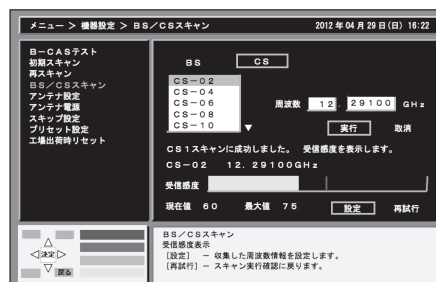 メニュー > 機器設定 > BS/CSスキャン
2012 年 04 月 29 日(日) 16:22
B-CASテスト
初期スキャン
再スキャン
BS/CSスキャン
アンテナ設定
アンテナ電源
スキップ設定
プリセット設定
工場出荷時リセット
BS CS
CS-02
CS-04
CS-06
CS-08
CS-10
▼
周波数 12. 29100 GHz
実行 取消
CS1スキャンに成功しました。 受信感度を表示します。
CS-02 12. 29100GHz
受信感度
現在値 60 最大値 75 設定 再試行
決定
戻る
BS/CSスキャン
受信感度表示
[設定] - 収集した周波数情報を設定します。
[再試行] - スキャン実行確認に戻ります。